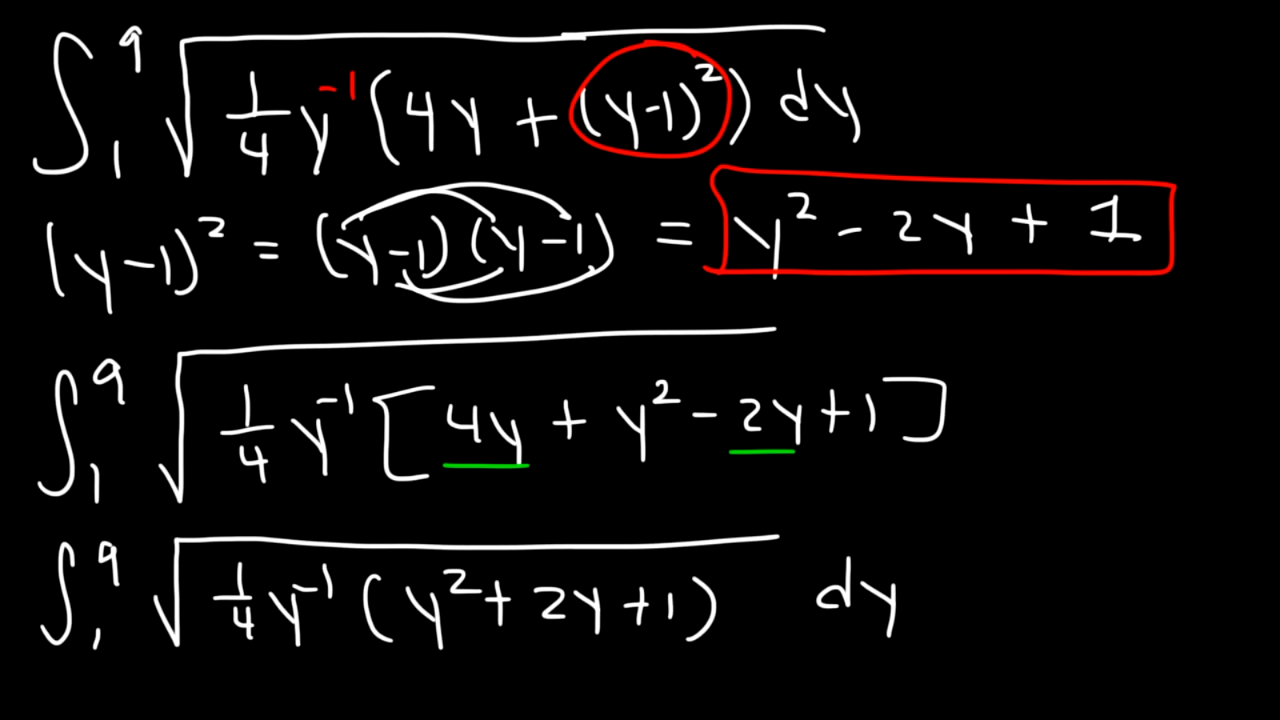 ∫₁⁹ √(1/4 y⁻¹(4y + (y-1)²)) dy
(y-1)² = (y-1)(y-1) = y² - 2y + 1
∫₁⁹ √(1/4 y⁻¹[4y + y² - 2y + 1])
∫₁⁹ √(1/4 y⁻¹(y² + 2y + 1)) dy